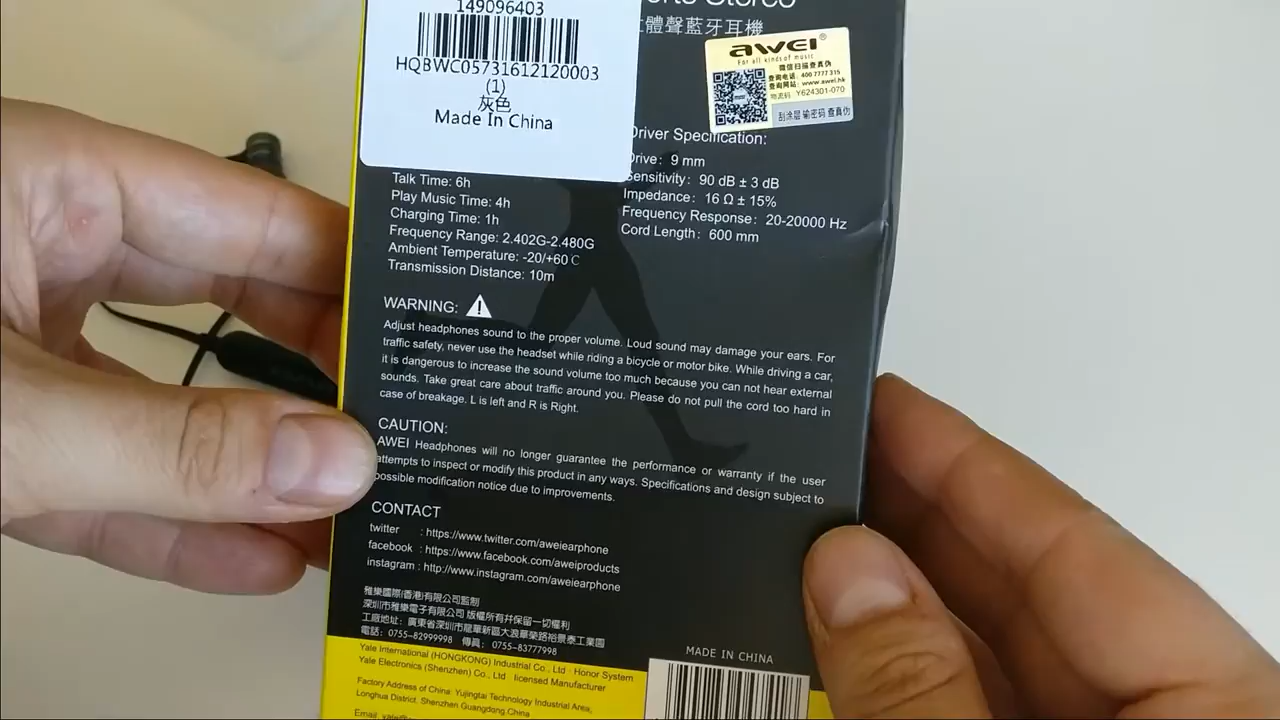 149096403
HQBWC05731612120003
(1)
灰色
Made In China
Sports Stereo
體聲藍牙耳機
AWEI®
For all kinds of music
微信扫描查真伪
查询电话: 400 7777 315
查询网站: www.awei.hk
物流码: Y624301-070
刮涂层 输密码 查真伪
Talk Time: 6h
Play Music Time: 4h
Charging Time: 1h
Frequency Range: 2.402G-2.480G
Ambient Temperature: -20/+60℃
Transmission Distance: 10m
Driver Specification:
Drive: 9 mm
Sensitivity: 90 dB ± 3 dB
Impedance: 16 Ω ± 15%
Frequency Response: 20-20000 Hz
Cord Length: 600 mm
WARNING:
Adjust headphones sound to the proper volume. Loud sound may damage your ears. For
traffic safety, never use the headset while riding a bicycle or motor bike. While driving a car,
it is dangerous to increase the sound volume too much because you can not hear external
sounds. Take great care about traffic around you. Please do not pull the cord too hard in
case of breakage. L is left and R is Right.
CAUTION:
AWEI Headphones will no longer guarantee the performance or warranty if the user
attempts to inspect or modify this product in any ways. Specifications and design subject to
possible modification notice due to improvements.
CONTACT
twitter : https://www.twitter.com/aweiearphone
facebook : https://www.facebook.com/aweiproducts
instagram : http://www.instagram.com/aweiearphone
雅樂國際(香港)有限公司監制
深圳市雅樂電子有限公司 版權所有幷保留一切權利
工廠地址: 廣東省深圳市龍華新區大浪華榮路裕景泰工業園
電話: 0755-82999998 傳真: 0755-83777998
Yale International (HONGKONG) Industrial Co., Ltd · Honor System
Yale Electronics (Shenzhen) Co., Ltd licensed Manufacturer
Factory Address of China: Yujingtai Technology Industrial Area,
Longhua District, Shenzhen Guangdong,China
Email:
MADE IN CHINA